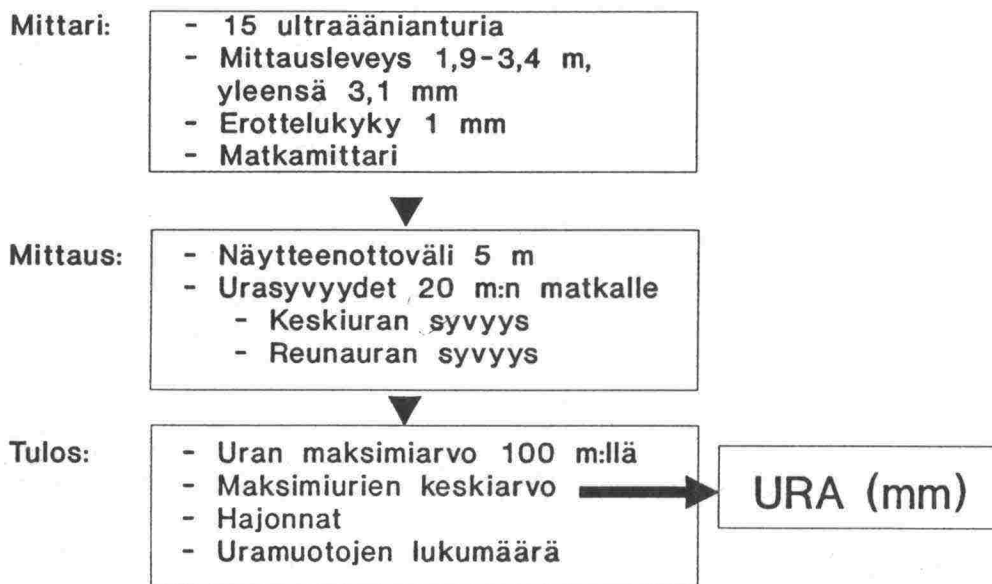 Mittari:
- 15 ultraäänianturia
- Mittausleveys 1,9-3,4 m,
yleensä 3,1 mm
- Erottelukyky 1 mm
- Matkamittari
Mittaus:
- Näytteenottoväli 5 m
- Urasyvyydet 20 m:n matkalle
- Keskiuran syvyys
- Reunauran syvyys
Tulos:
- Uran maksimiarvo 100 m:llä
- Maksimiurien keskiarvo
- Hajonnat
- Uramuotojen lukumäärä
URA (mm)